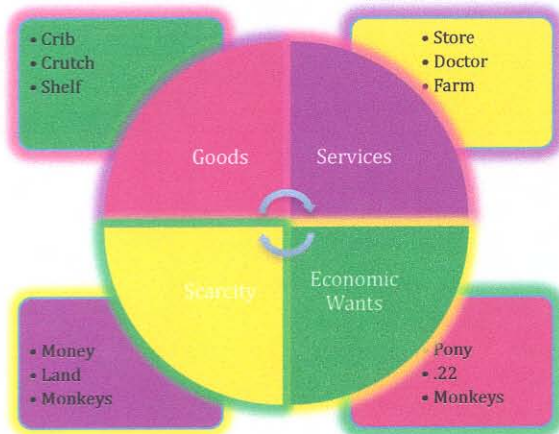 • Crib
• Crutch
• Shelf
• Store
• Doctor
• Farm
Goods
Services
Scarcity
Economic
Wants
• Money
• Land
• Monkeys
Pony
• .22
• Monkeys